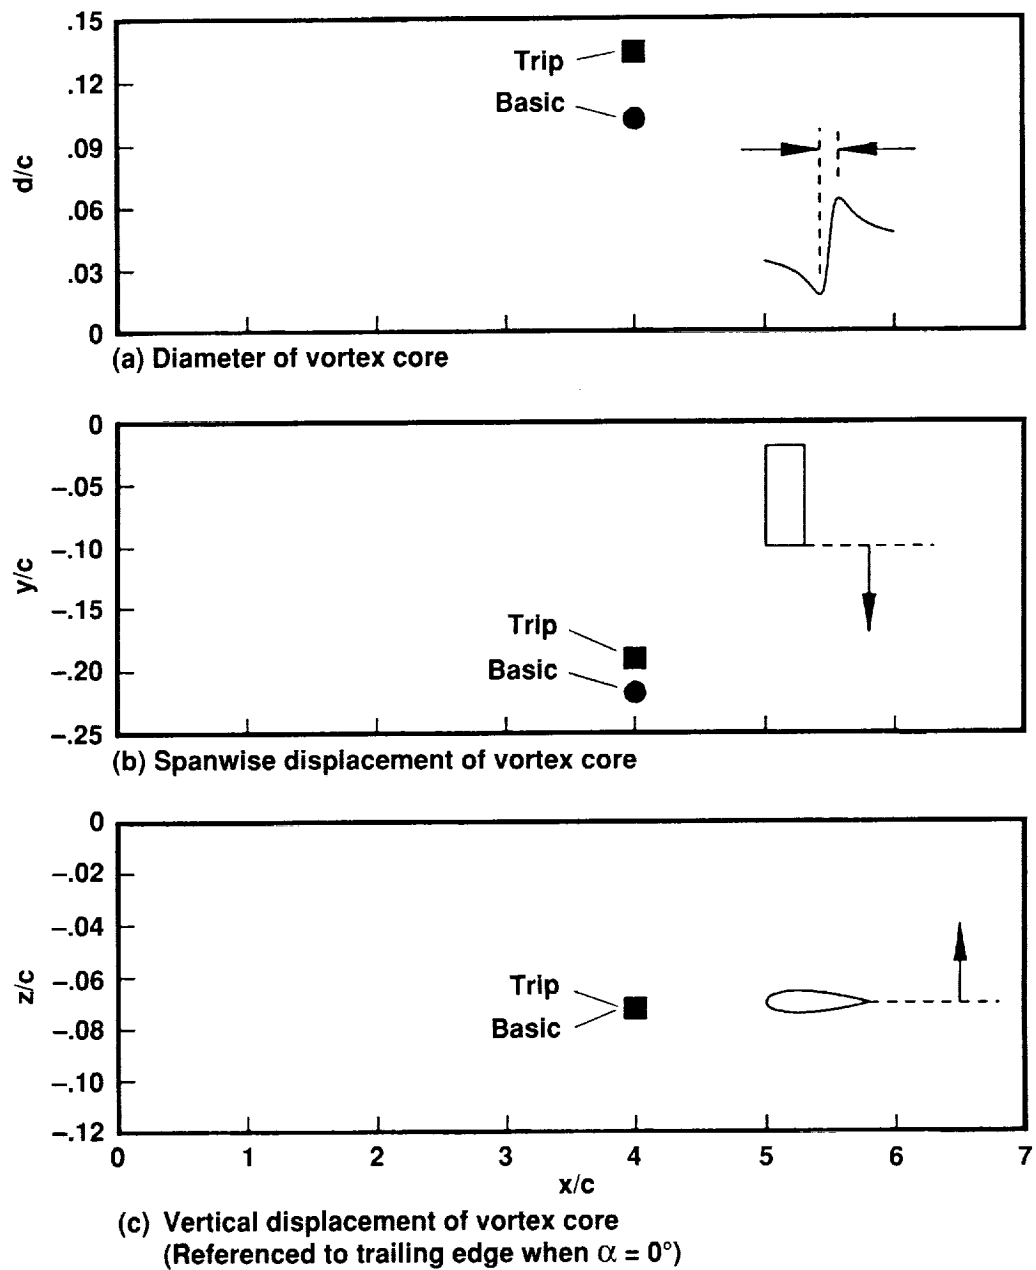 .15
.12
.09
.06
.03
0
d/c
Trip
Basic
(a) Diameter of vortex core
0
−.05
−.10
−.15
−.20
−.25
y/c
Trip
Basic
(b) Spanwise displacement of vortex core
0
−.02
−.04
−.06
−.08
−.10
−.12
z/c
Trip
Basic
0 1 2 3 4 5 6 7
x/c
(c) Vertical displacement of vortex core
(Referenced to trailing edge when α = 0°)